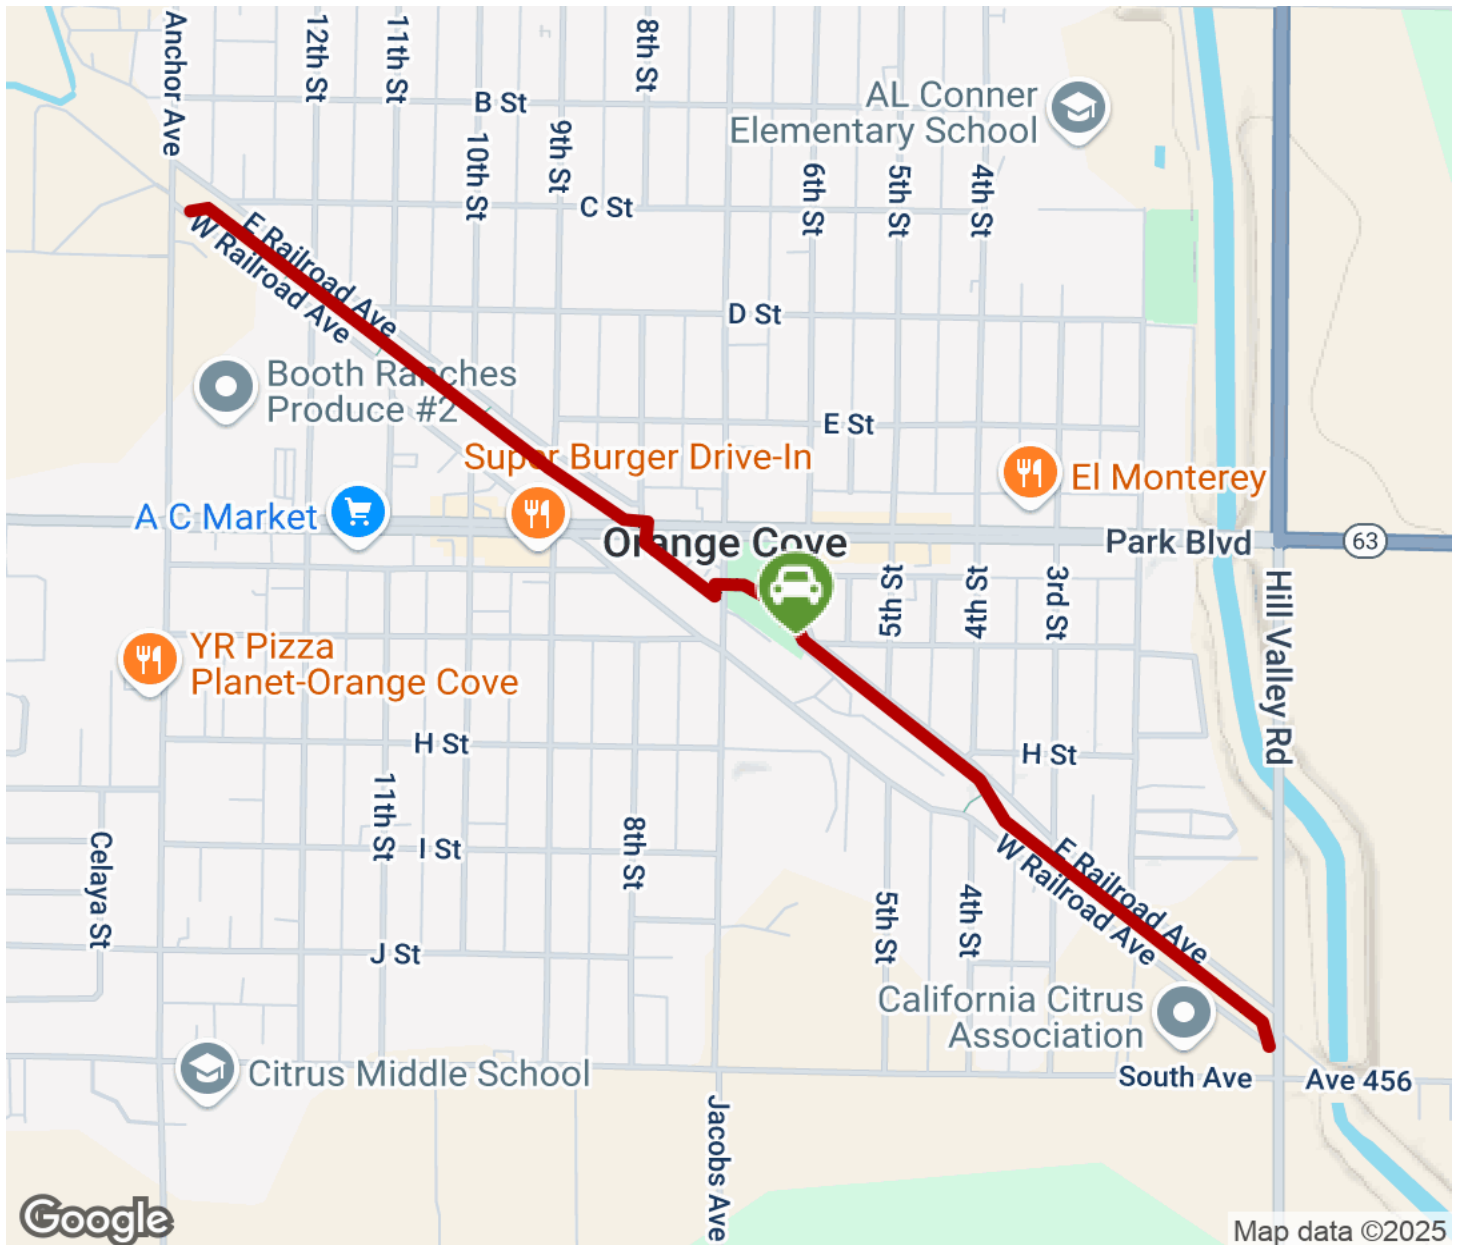 Anchor Ave
12th St
11th St
8th St
B St
AL Conner
Elementary School
10th St
9th St
6th St
5th St
4th St
C St
E Railroad Ave
W Railroad Ave
D St
Booth Ranches
Produce #2
E St
Super Burger Drive-In
El Monterey
A C Market
Orange Cove
Park Blvd
63
5th St
4th St
3rd St
Hill Valley Rd
YR Pizza
Planet-Orange Cove
H St
H St
11th St
8th St
I St
Celaya St
E Railroad Ave
W Railroad Ave
5th St
4th St
J St
California Citrus
Association
Citrus Middle School
South Ave
Ave 456
Jacobs Ave
Google
Map data ©2025